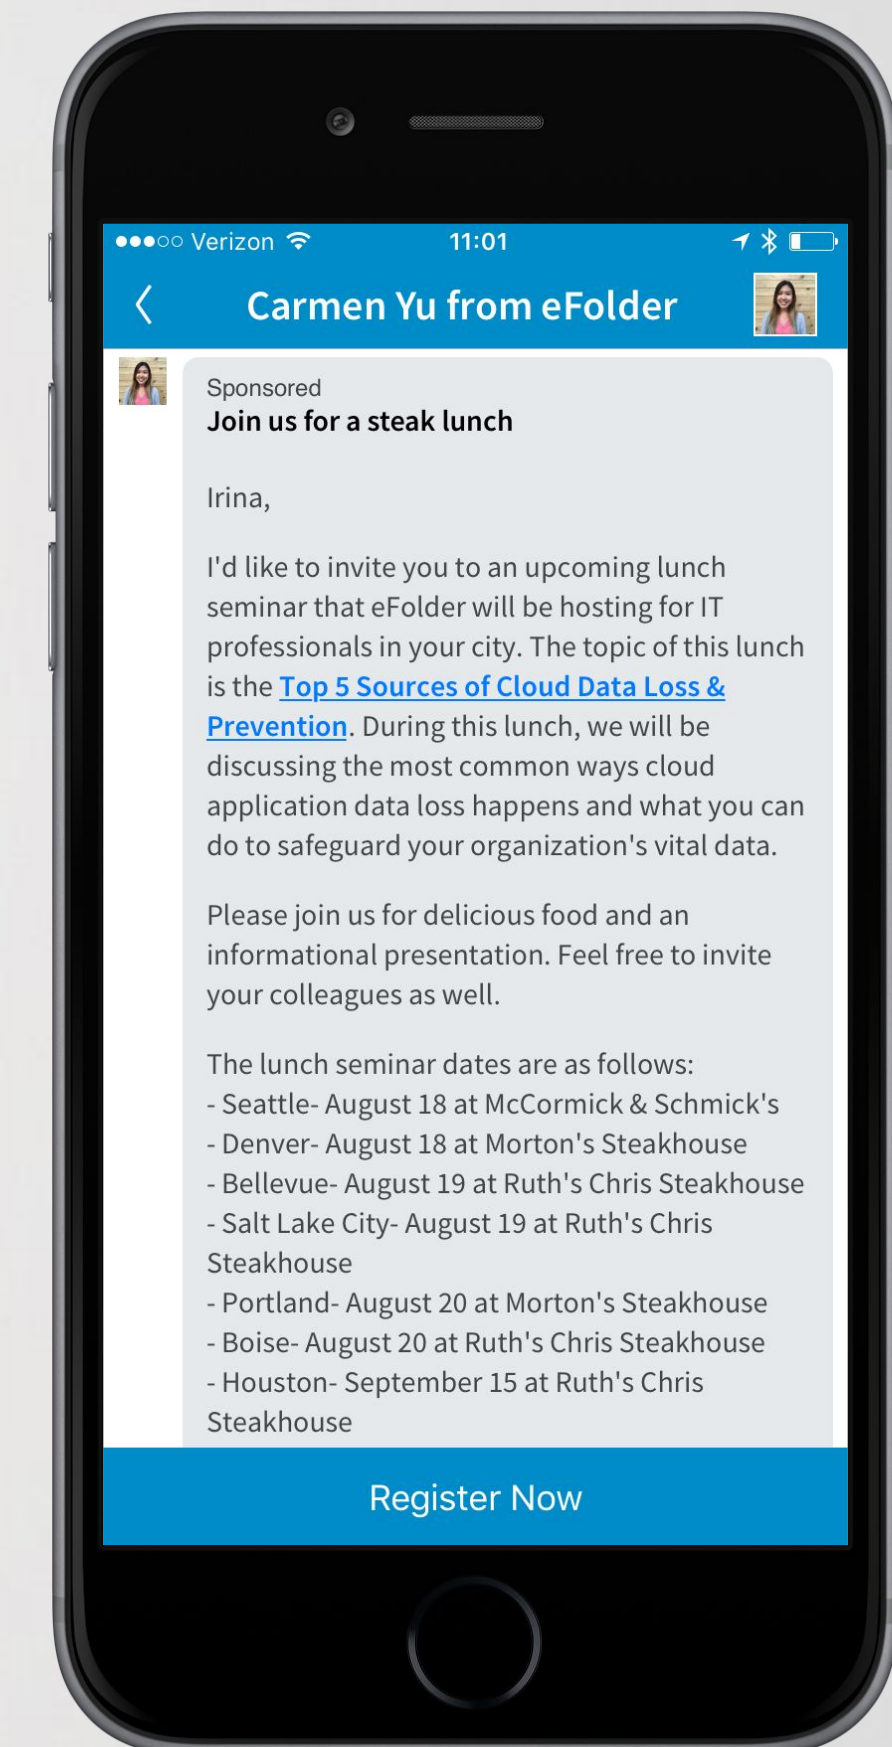 Verizon 11:01
Carmen Yu from eFolder
Sponsored
Join us for a steak lunch
Irina,
I'd like to invite you to an upcoming lunch
seminar that eFolder will be hosting for IT
professionals in your city. The topic of this lunch
is the Top 5 Sources of Cloud Data Loss &
Prevention. During this lunch, we will be
discussing the most common ways cloud
application data loss happens and what you can
do to safeguard your organization's vital data.
Please join us for delicious food and an
informational presentation. Feel free to invite
your colleagues as well.
The lunch seminar dates are as follows:
- Seattle- August 18 at McCormick & Schmick's
- Denver- August 18 at Morton's Steakhouse
- Bellevue- August 19 at Ruth's Chris Steakhouse
- Salt Lake City- August 19 at Ruth's Chris
Steakhouse
- Portland- August 20 at Morton's Steakhouse
- Boise- August 20 at Ruth's Chris Steakhouse
- Houston- September 15 at Ruth's Chris
Steakhouse
Register Now